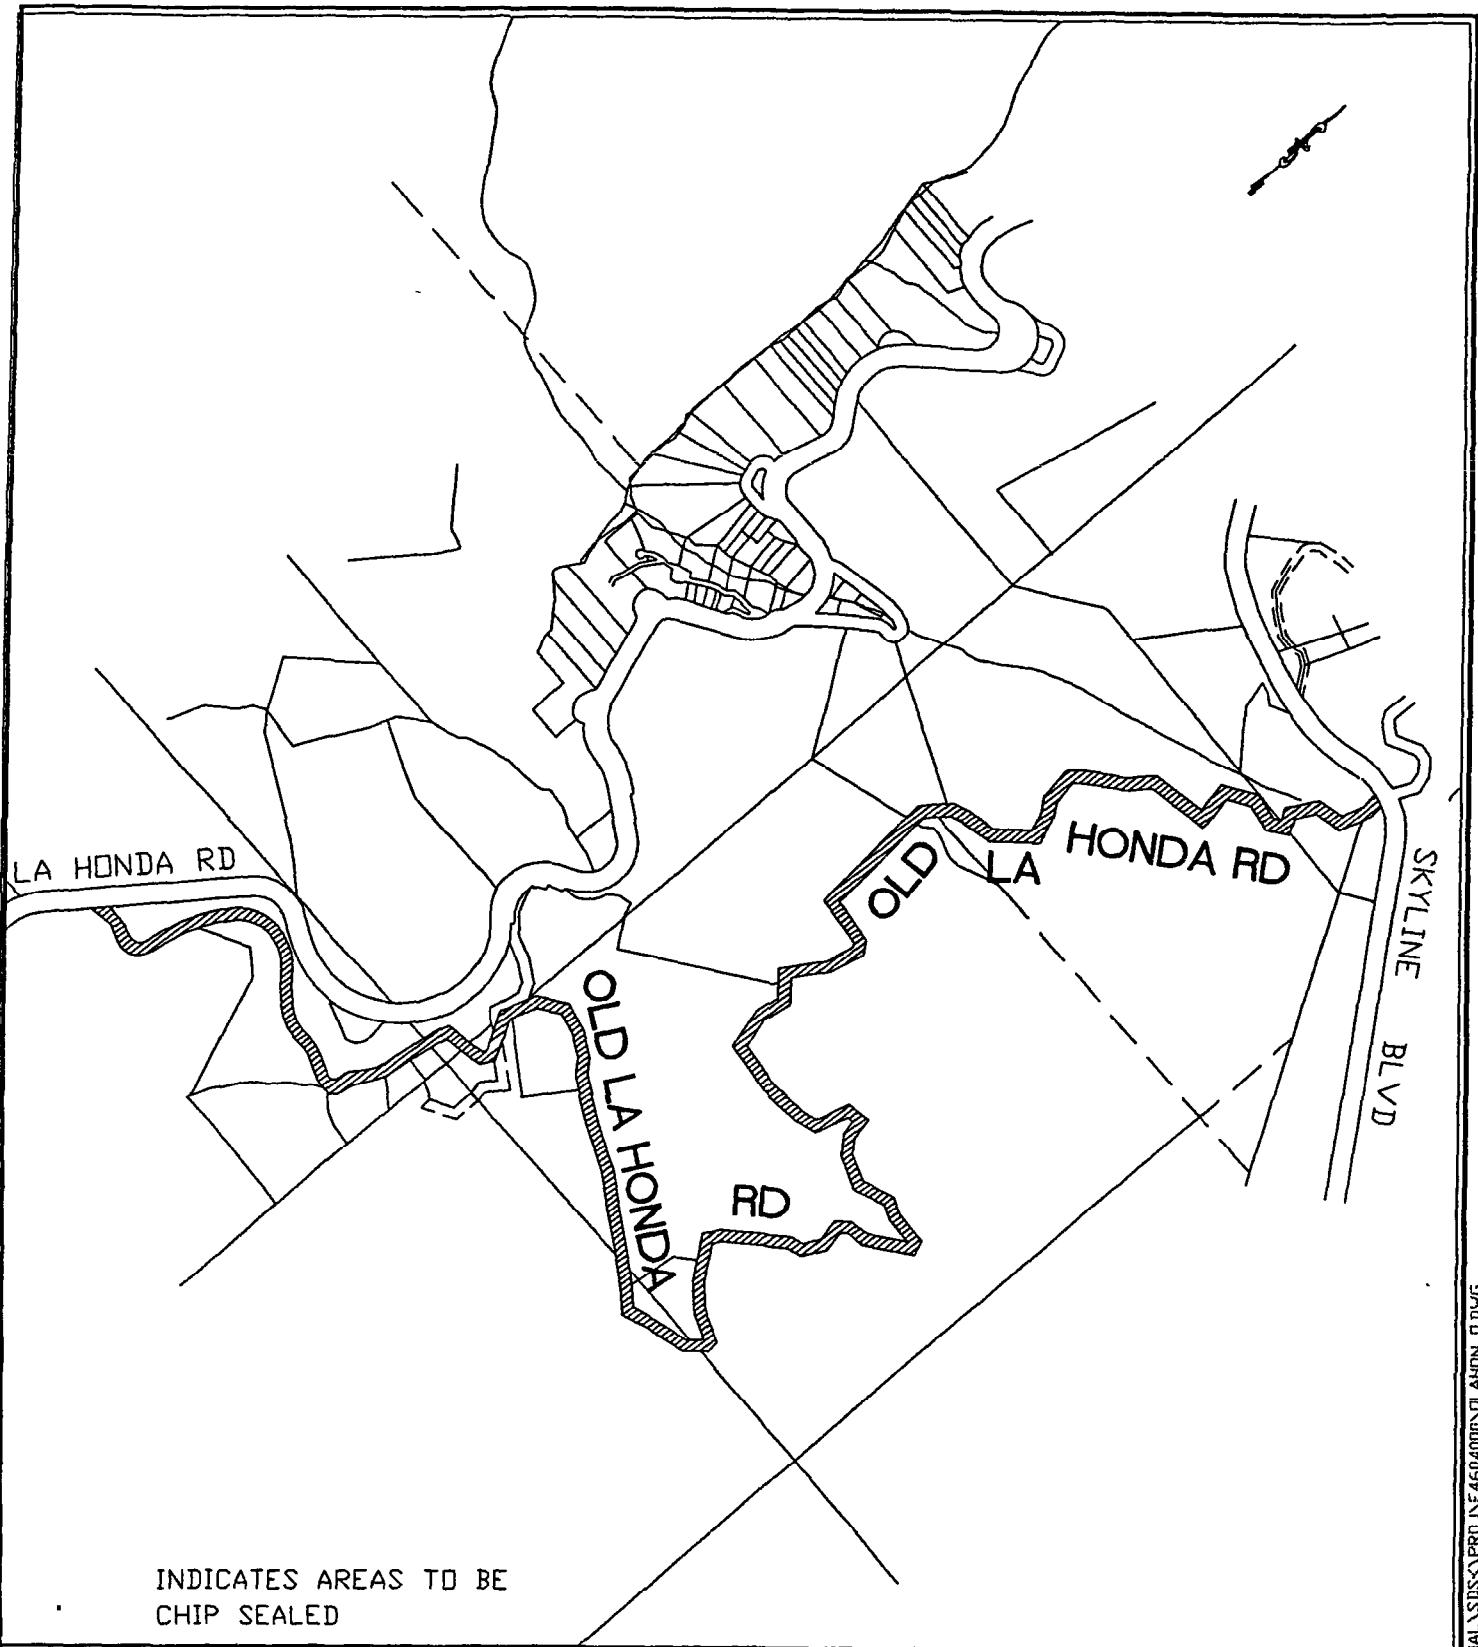 LA HONDA RD
OLD LA HONDA RD
SKYLINE BLVD
OLD LA HONDA RD
INDICATES AREAS TO BE
CHIP SEALED